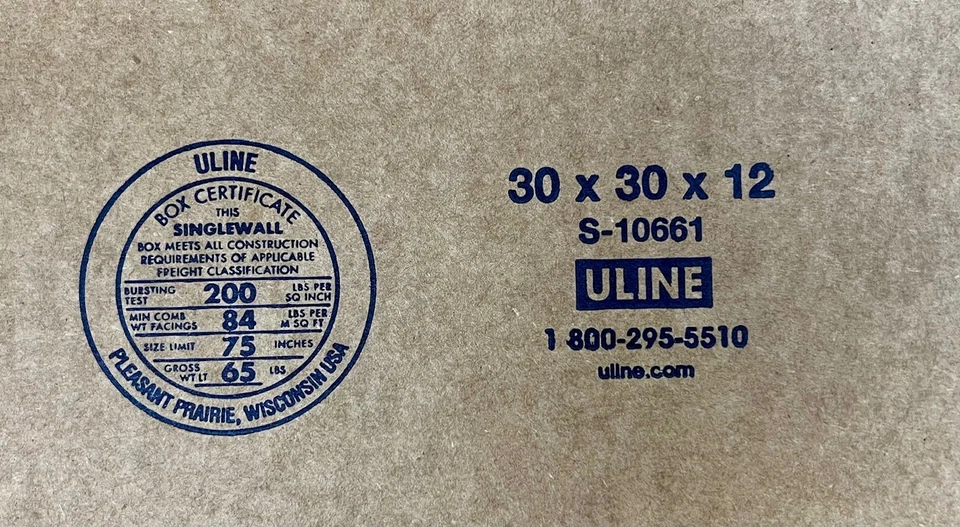 ULINE
BOX CERTIFICATE
THIS
SINGLEWALL
BOX MEETS ALL CONSTRUCTION
REQUIREMENTS OF APPLICABLE
FREIGHT CLASSIFICATION
BURSTING TEST 200 LBS PER SQ INCH
MIN COMB WT FACINGS 84 LBS PER M SQ FT
SIZE LIMIT 75 INCHES
GROSS WT LT 65 LBS
PLEASANT PRAIRIE, WISCONSIN USA
30 x 30 x 12
S-10661
ULINE
1-800-295-5510
uline.com